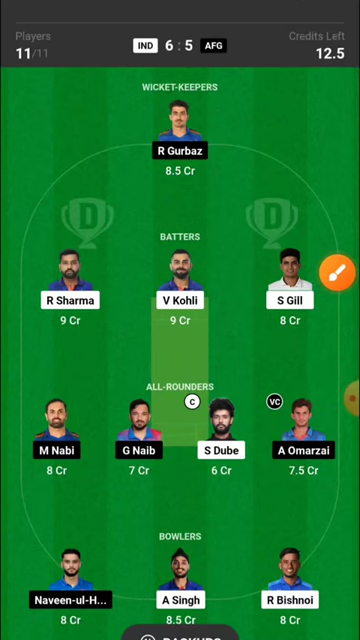 Players
Credits Left
11/11
IND 6 : 5 AFG
12.5
WICKET-KEEPERS
R Gurbaz
8.5 Cr
D
D
BATTERS
R Sharma
V Kohli
S Gill
9 Cr
9 Cr
8 Cr
ALL-ROUNDERS
C
VC
M Nabi
G Naib
S Dube
A Omarzai
8 Cr
7 Cr
6 Cr
7.5 Cr
BOWLERS
Naveen-ul-H...
A Singh
R Bishnoi
8 Cr
8.5 Cr
8 Cr
BACKUPS